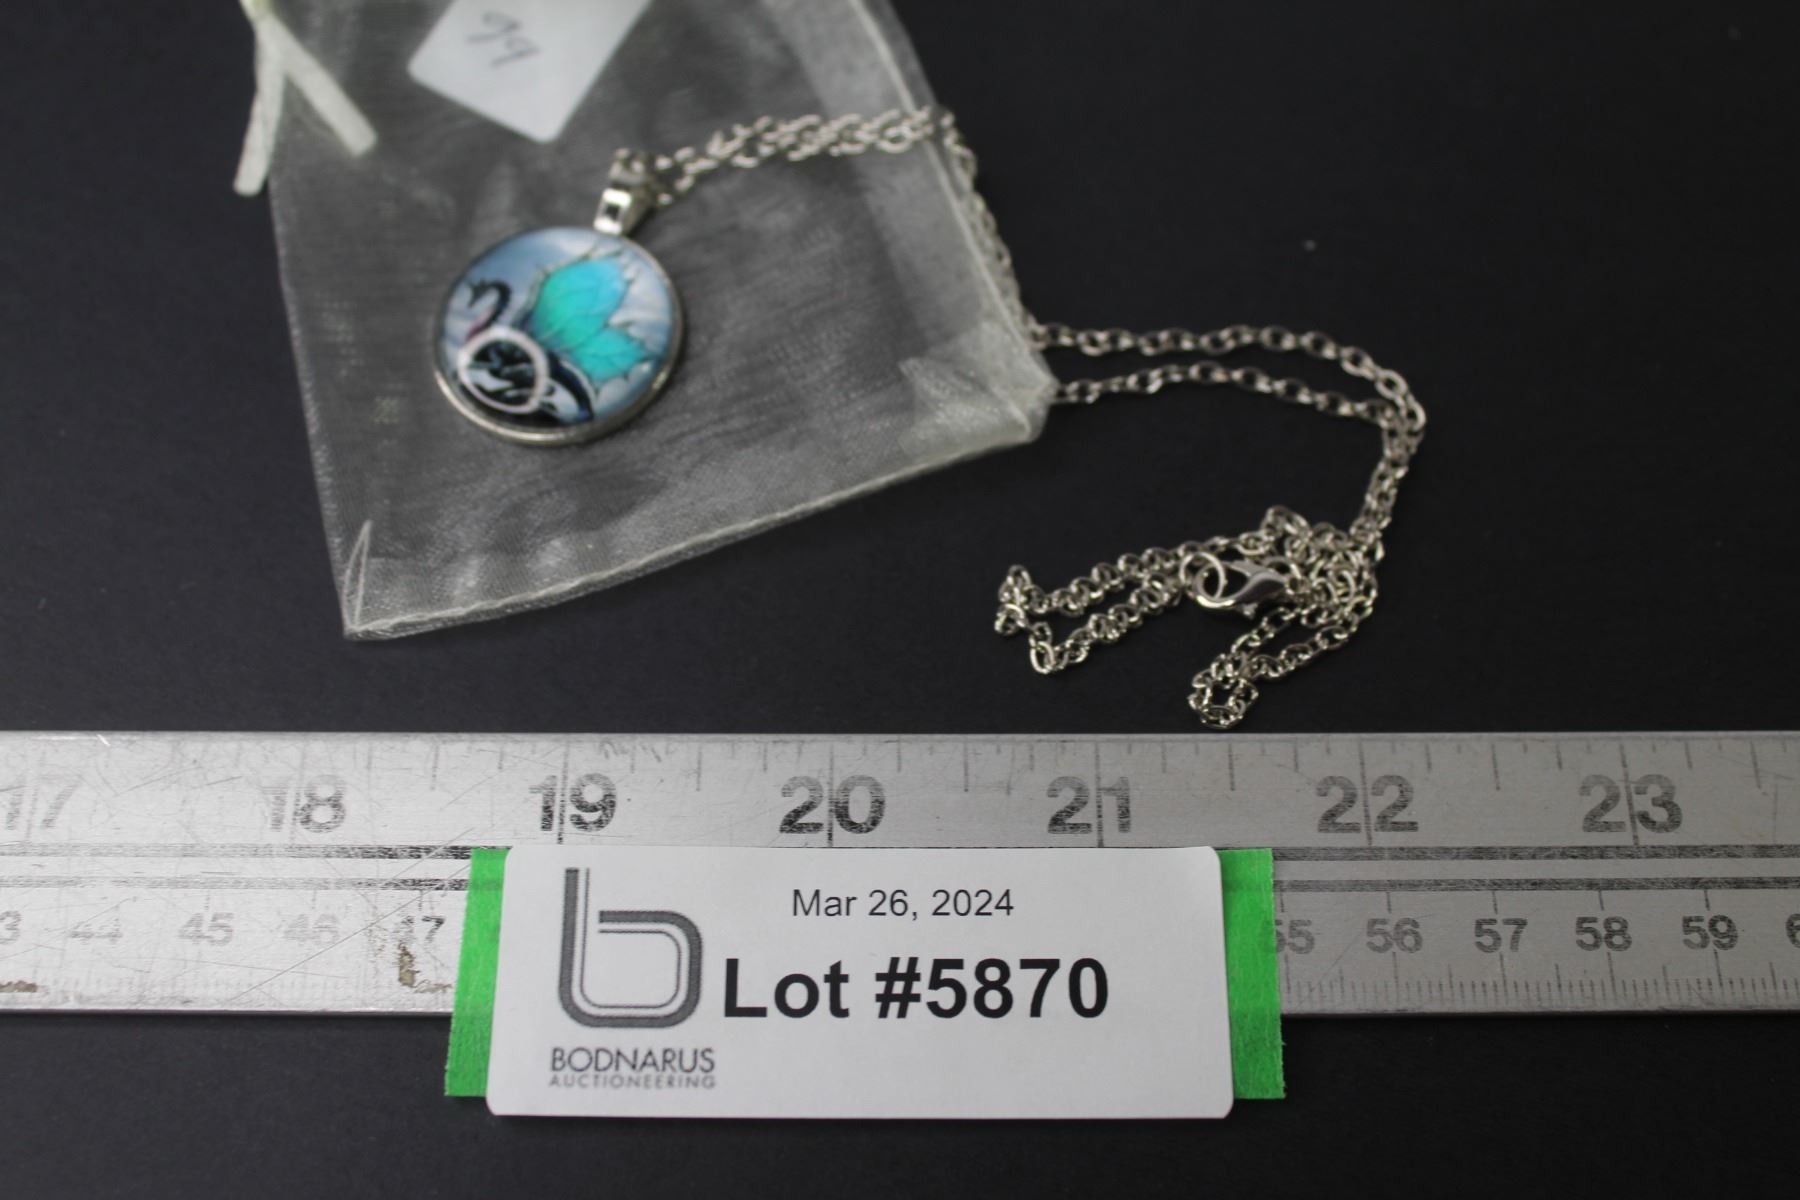 99
17 18 19 20 21 22 23
44 45 46 47 55 56 57 58 59
Mar 26, 2024
Lot #5870
BODNARUS
AUCTIONEERING